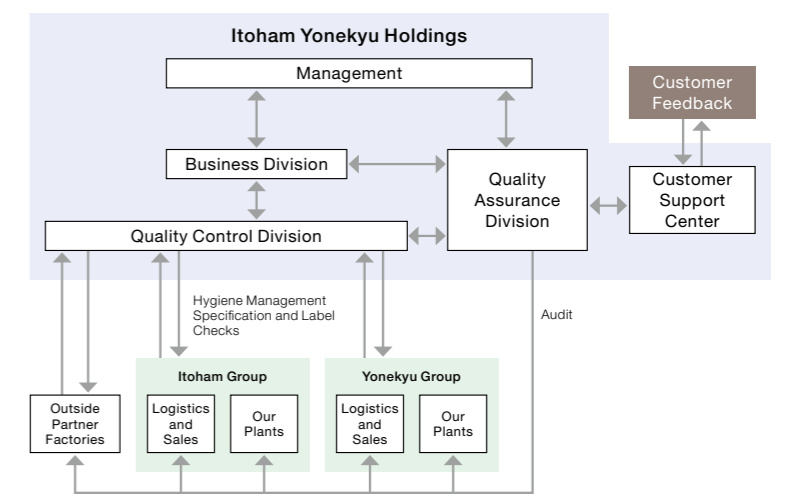 Itoham Yonekyu Holdings
Management
Customer
Feedback
Business Division
Quality
Assurance
Division
Customer
Support
Center
Quality Control Division
Hygiene Management
Specification and Label
Checks
Audit
Itoham Group
Yonekyu Group
Outside
Partner
Factories
Logistics
and
Sales
Our
Plants
Logistics
and
Sales
Our
Plants